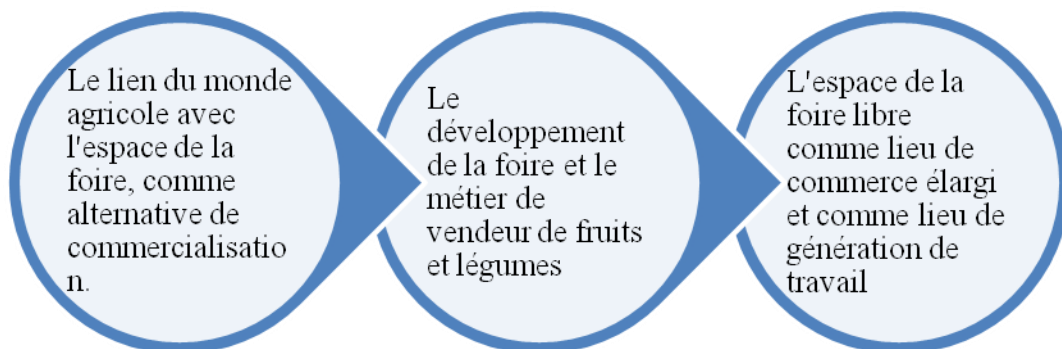 Le lien du monde
agricole avec
l'espace de la
foire, comme
alternative de
commercialisatio
n.
Le
développement
de la foire et le
métier de
vendeur de fruits
et légumes
L'espace de la
foire libre
comme lieu de
commerce élargi
et comme lieu de
génération de
travail